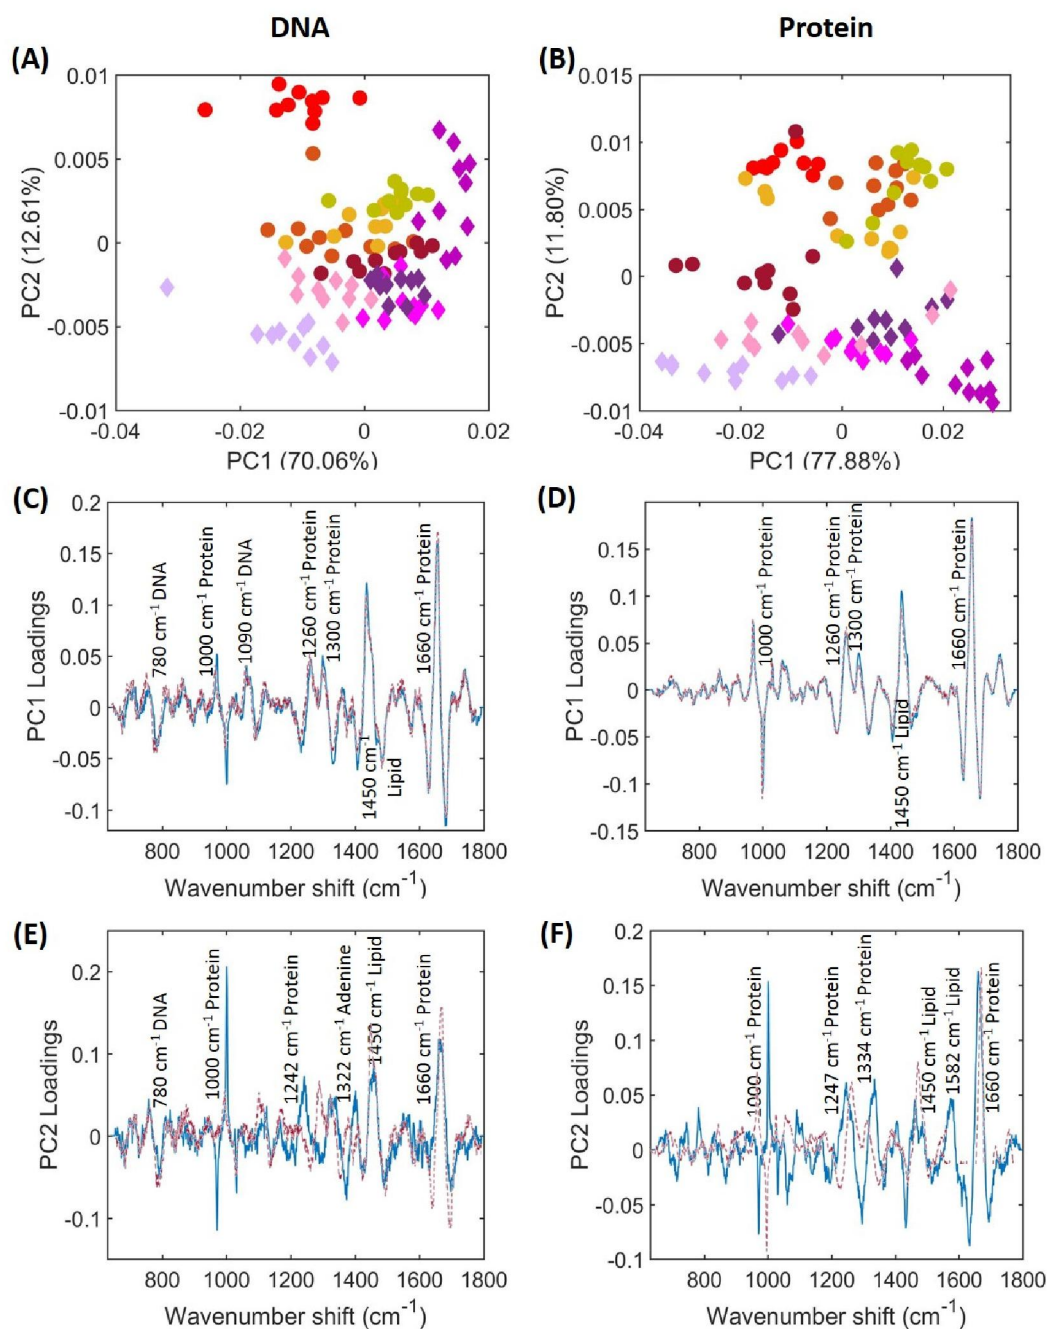 DNA
Protein
(A)
0.01
0.005
0
-0.005
-0.01
-0.04
-0.02
0
0.02
PC2 (12.61%)
PC1 (70.06%)
(B)
0.015
0.01
0.005
0
-0.005
-0.01
-0.04
-0.02
0
0.02
PC2 (11.80%)
PC1 (77.88%)
(C)
0.2
0.15
0.1
0.05
0
-0.05
-0.1
800
1000
1200
1400
1600
1800
PC1 Loadings
Wavenumber shift (cm⁻¹)
780 cm⁻¹ DNA
1000 cm⁻¹ Protein
1090 cm⁻¹ DNA
1260 cm⁻¹ Protein
1300 cm⁻¹ Protein
1450 cm⁻¹
Lipid
1660 cm⁻¹ Protein
(D)
0.2
0.15
0.1
0.05
0
-0.05
-0.1
-0.15
800
1000
1200
1400
1600
1800
PC1 Loadings
Wavenumber shift (cm⁻¹)
1000 cm⁻¹ Protein
1260 cm⁻¹ Protein
1300 cm⁻¹ Protein
1450 cm⁻¹ Lipid
1660 cm⁻¹ Protein
(E)
0.2
0.1
0
-0.1
800
1000
1200
1400
1600
1800
PC2 Loadings
Wavenumber shift (cm⁻¹)
780 cm⁻¹ DNA
1000 cm⁻¹ Protein
1242 cm⁻¹ Protein
1322 cm⁻¹ Adenine
1450 cm⁻¹ Lipid
1660 cm⁻¹ Protein
(F)
0.2
0.15
0.1
0.05
0
-0.05
-0.1
800
1000
1200
1400
1600
1800
PC2 Loadings
Wavenumber shift (cm⁻¹)
1000 cm⁻¹ Protein
1247 cm⁻¹ Protein
1334 cm⁻¹ Protein
1450 cm⁻¹ Lipid
1582 cm⁻¹ Lipid
1660 cm⁻¹ Protein